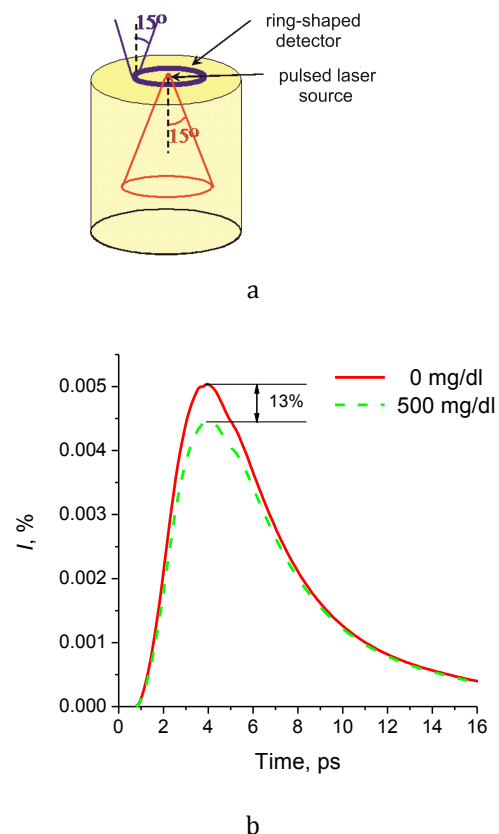 15º
ring-shaped
detector
pulsed laser
source
15º
a
0.005
0.004
0.003
0.002
0.001
0.000
I, %
13%
0 mg/dl
500 mg/dl
0 2 4 6 8 10 12 14 16
Time, ps
b